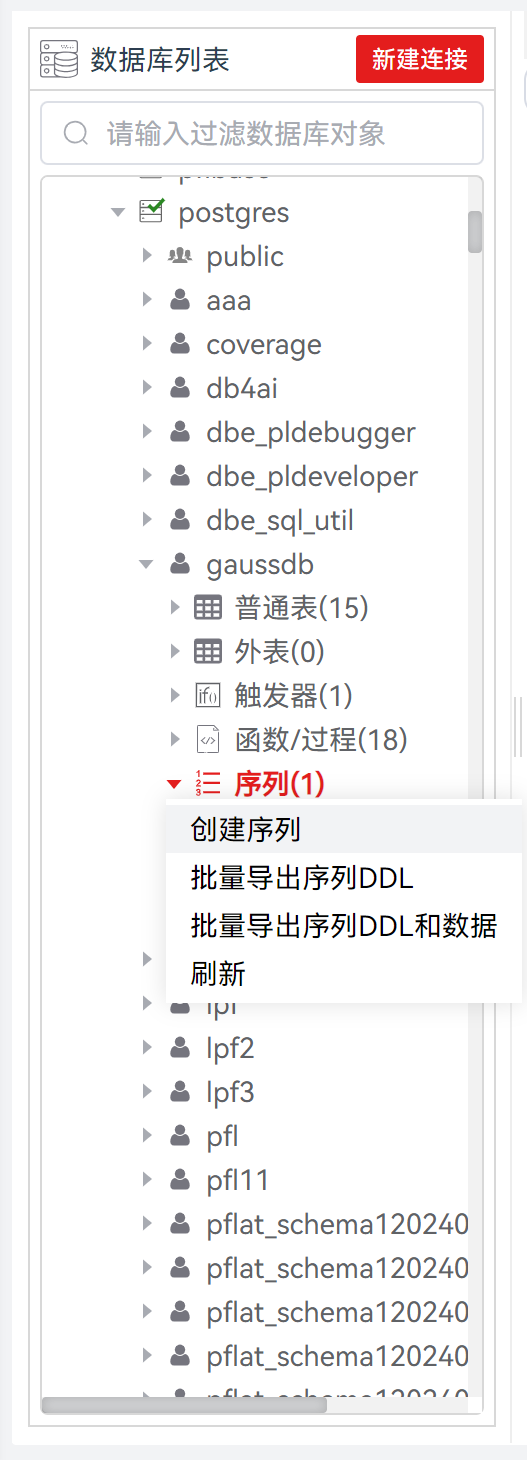 数据库列表
新建连接
请输入过滤数据库对象
postgres
public
aaa
coverage
db4ai
dbe_pldebugger
dbe_pldeveloper
dbe_sql_util
gaussdb
普通表(15)
外表(0)
if()
触发器(1)
</>
函数/过程(18)
1
2
3
序列(1)
创建序列
批量导出序列DDL
批量导出序列DDL和数据
刷新
lpf2
lpf3
pfl
pfl11
pflat_schema120240
pflat_schema120240
pflat_schema120240
pflat_schema120240